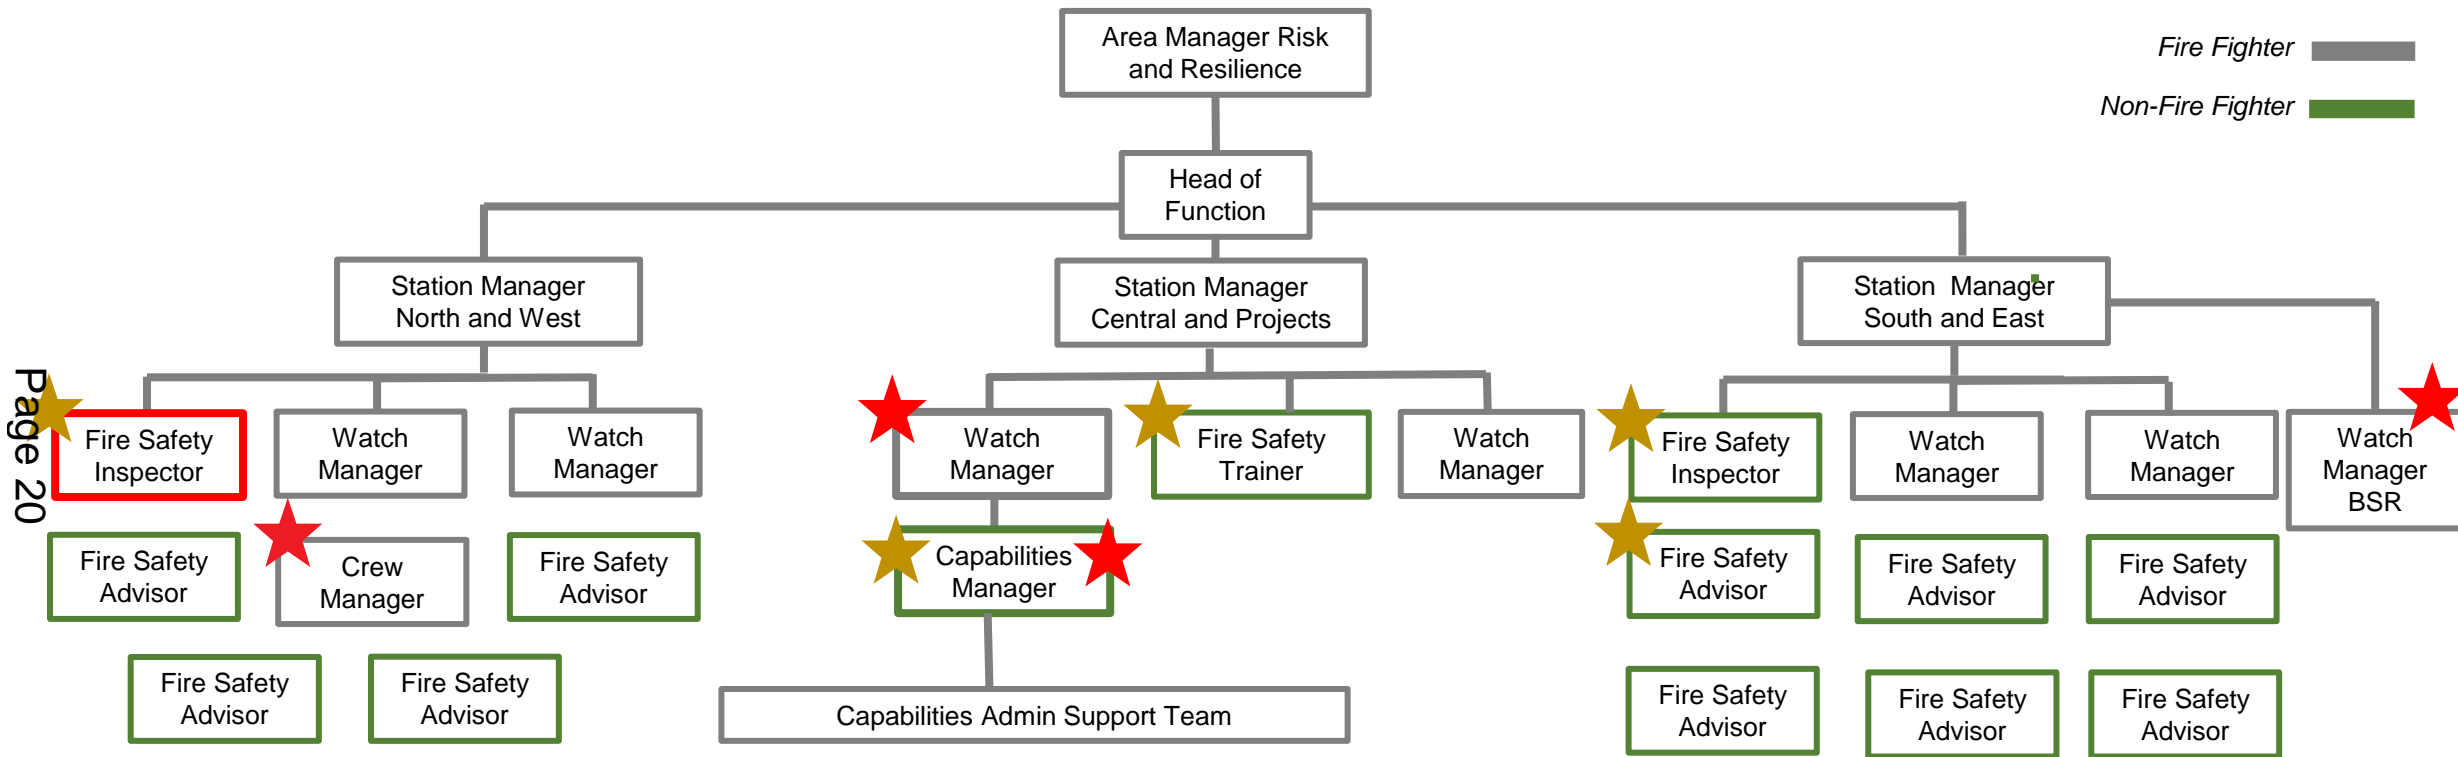 Area Manager Risk
and Resilience
Fire Fighter
Non-Fire Fighter
Head of
Function
Station Manager
North and West
Station Manager
Central and Projects
Station Manager
South and East
Page 20
Fire Safety
Inspector
Watch
Manager
Watch
Manager
Watch
Manager
Fire Safety
Trainer
Watch
Manager
Fire Safety
Inspector
Watch
Manager
Watch
Manager
Watch
Manager
BSR
Fire Safety
Advisor
Crew
Manager
Fire Safety
Advisor
Capabilities
Manager
Fire Safety
Advisor
Fire Safety
Advisor
Fire Safety
Advisor
Fire Safety
Advisor
Fire Safety
Advisor
Capabilities Admin Support Team
Fire Safety
Advisor
Fire Safety
Advisor
Fire Safety
Advisor